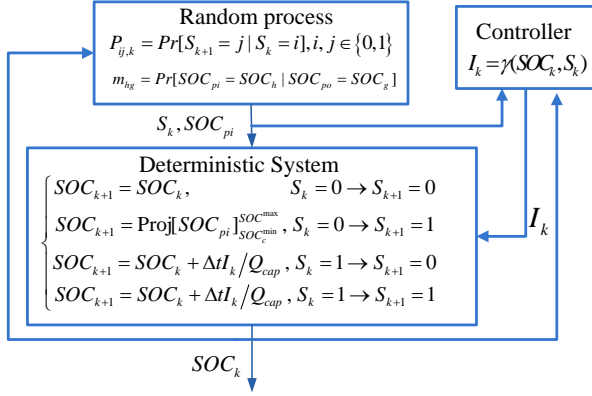 Random process
P_{ij,k} = Pr[S_{k+1} = j | S_k = i], i, j ∈ {0,1}
m_{hg} = Pr[SOC_{pi} = SOC_h | SOC_{po} = SOC_g]
Controller
I_k = γ(SOC_k, S_k)
S_k, SOC_{pi}
Deterministic System
SOC_{k+1} = SOC_k, S_k = 0 → S_{k+1} = 0
SOC_{k+1} = Proj[SOC_{pi}]_{SOC_c^{min}}^{SOC^{max}}, S_k = 0 → S_{k+1} = 1
SOC_{k+1} = SOC_k + ΔtI_k/Q_{cap}, S_k = 1 → S_{k+1} = 0
SOC_{k+1} = SOC_k + ΔtI_k/Q_{cap}, S_k = 1 → S_{k+1} = 1
I_k
SOC_k